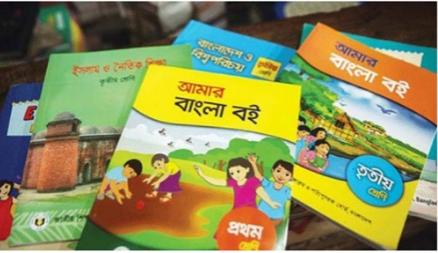 ইসলাম ও নৈতিক শিক্ষা
তৃতীয় শ্রেণি
বাংলাদেশ ও
বিশ্বপরিচয়
তৃতীয়
শ্রেণি
আমার
বাংলা বই
প্রথম
শ্রেণি
আমার
বাংলা বই
তৃতীয়
শ্রেণি